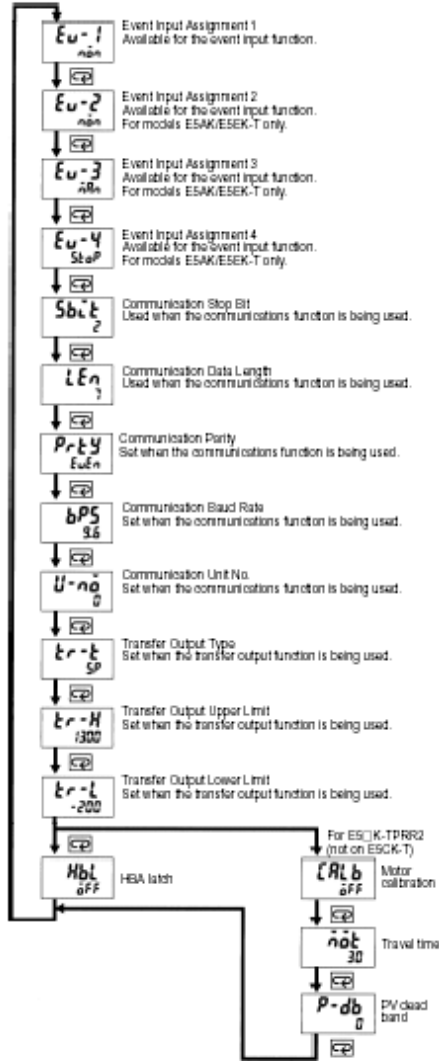 Ev-1
non
Event Input Assignment 1
Available for the event input function.
Ev-2
non
Event Input Assignment 2
Available for the event input function.
For models E5AK/E5EK-T only.
Ev-3
mAn
Event Input Assignment 3
Available for the event input function.
For models E5AK/E5EK-T only.
Ev-4
StoP
Event Input Assignment 4
Available for the event input function.
For models E5AK/E5EK-T only.
Sbit
2
Communication Stop Bit
Used when the communications function is being used.
LEn
7
Communication Data Length
Used when the communications function is being used.
PrtY
EvEn
Communication Parity
Set when the communications function is being used.
bPS
9.6
Communication Baud Rate
Set when the communications function is being used.
U-no
0
Communication Unit No.
Set when the communications function is being used.
tr-t
SP
Transfer Output Type
Set when the transfer output function is being used.
tr-H
1300
Transfer Output Upper Limit
Set when the transfer output function is being used.
tr-L
-200
Transfer Output Lower Limit
Set when the transfer output function is being used.
HbL
oFF
HBA latch
For E5□K-TPRR2
(not on E5CK-T)
CALb
oFF
Motor
calibration
mot
30
Travel time
P-db
0
PV dead
band